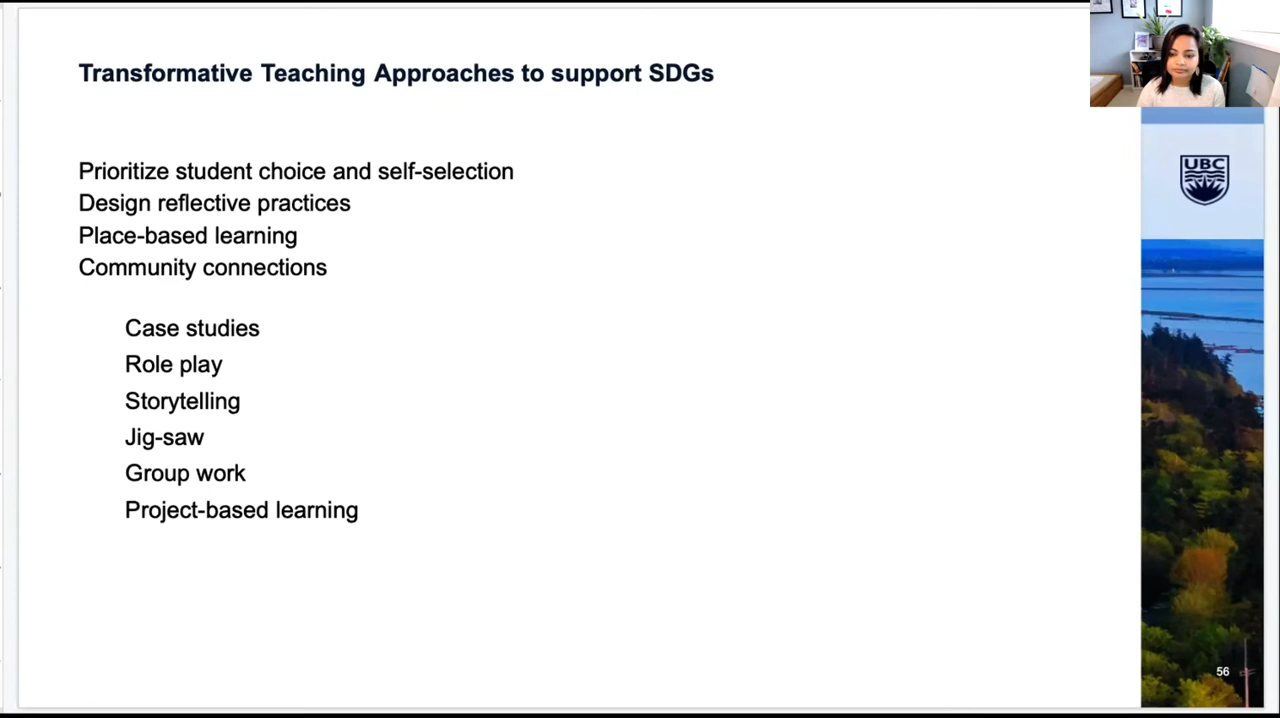 Transformative Teaching Approaches to support SDGs
Prioritize student choice and self-selection
Design reflective practices
Place-based learning
Community connections
Case studies
Role play
Storytelling
Jig-saw
Group work
Project-based learning
UBC
56